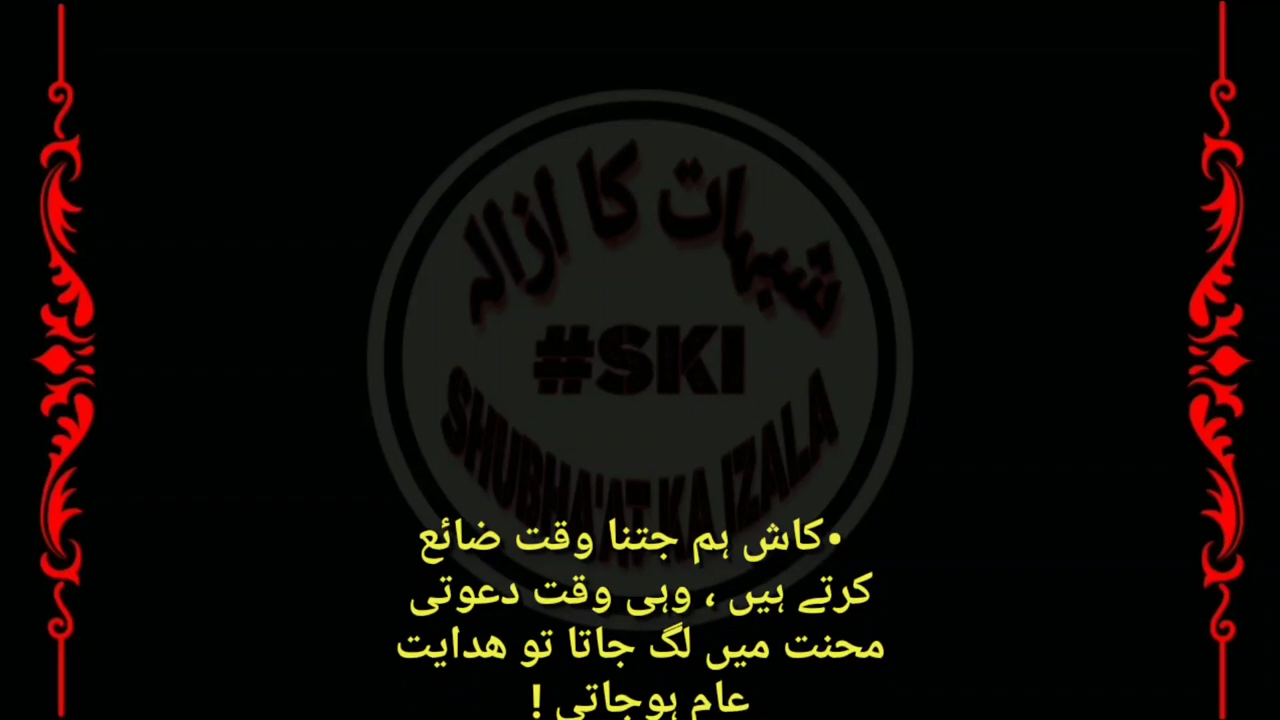 شبہات کا ازالہ
#SKI
SHUBHA'AT KA IZALA
•کاش ہم جتنا وقت ضائع
کرتے ہیں ، وہی وقت دعوتی
محنت میں لگ جاتا تو ھدایت
عام ہوجاتی !